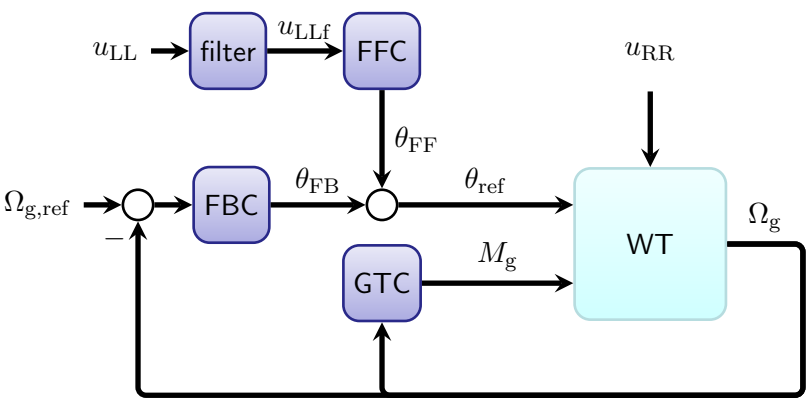 u_LL
filter
u_LLf
FFC
u_RR
θ_FF
Ω_g,ref
−
FBC
θ_FB
θ_ref
GTC
M_g
WT
Ω_g